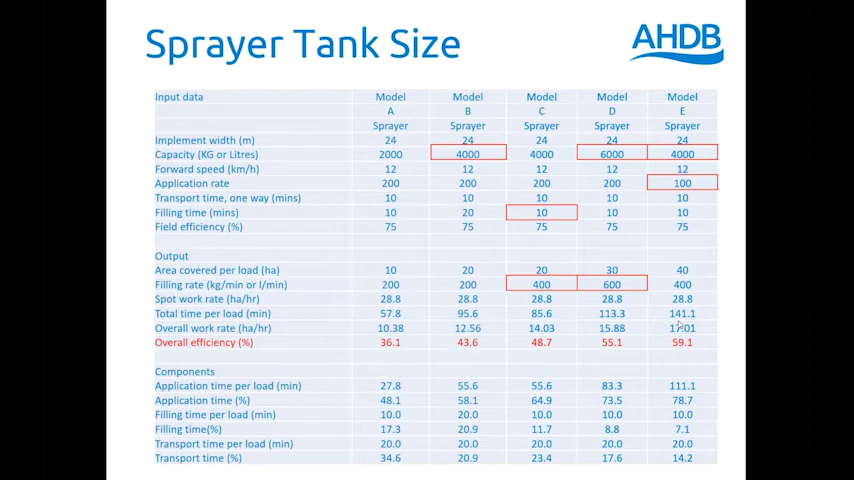 Sprayer Tank Size
AHDB
Input data Model Model Model Model Model
A B C D E
Sprayer Sprayer Sprayer Sprayer Sprayer
Implement width (m) 24 24 24 24 24
Capacity (KG or Litres) 2000 4000 4000 6000 4000
Forward speed (km/h) 12 12 12 12 12
Application rate 200 200 200 200 100
Transport time, one way (mins) 10 10 10 10 10
Filling time (mins) 10 20 10 10 10
Field efficiency (%) 75 75 75 75 75
Output
Area covered per load (ha) 10 20 20 30 40
Filling rate (kg/min or l/min) 200 200 400 600 400
Spot work rate (ha/hr) 28.8 28.8 28.8 28.8 28.8
Total time per load (min) 57.8 95.6 85.6 113.3 141.1
Overall work rate (ha/hr) 10.38 12.56 14.03 15.88 17.01
Overall efficiency (%) 36.1 43.6 48.7 55.1 59.1
Components
Application time per load (min) 27.8 55.6 55.6 83.3 111.1
Application time (%) 48.1 58.1 64.9 73.5 78.7
Filling time per load (min) 10.0 20.0 10.0 10.0 10.0
Filling time(%) 17.3 20.9 11.7 8.8 7.1
Transport time per load (min) 20.0 20.0 20.0 20.0 20.0
Transport time (%) 34.6 20.9 23.4 17.6 14.2